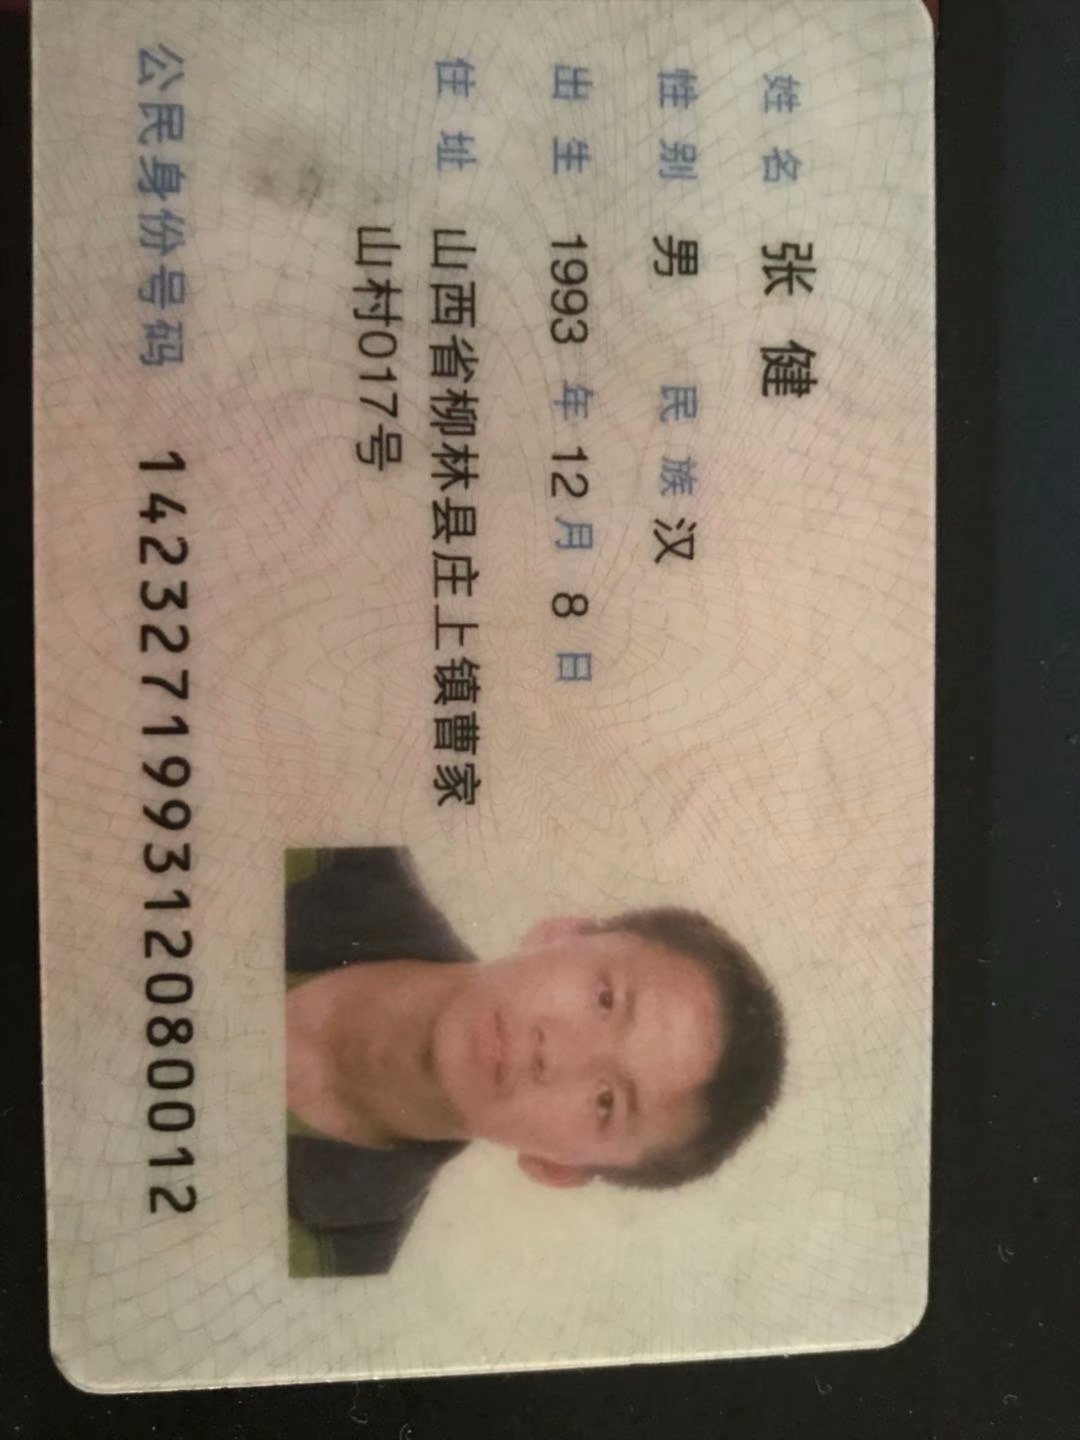 姓名 张健
性别 男 民族 汉
出生 1993 年 12 月 8 日
住址 山西省柳林县庄上镇曹家
山村017号
公民身份号码 142327199312080012